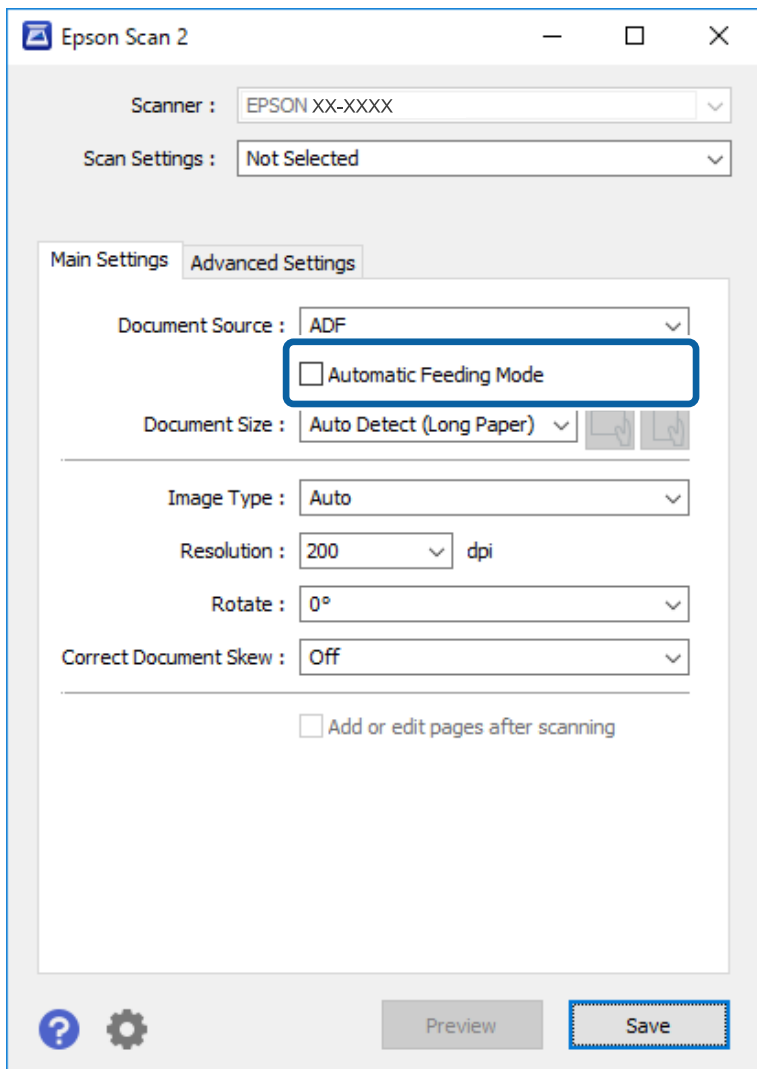 Epson Scan 2
Scanner : EPSON XX-XXXX
Scan Settings : Not Selected
Main Settings Advanced Settings
Document Source : ADF
Automatic Feeding Mode
Document Size : Auto Detect (Long Paper)
Image Type : Auto
Resolution : 200 dpi
Rotate : 0°
Correct Document Skew : Off
Add or edit pages after scanning
? Preview Save